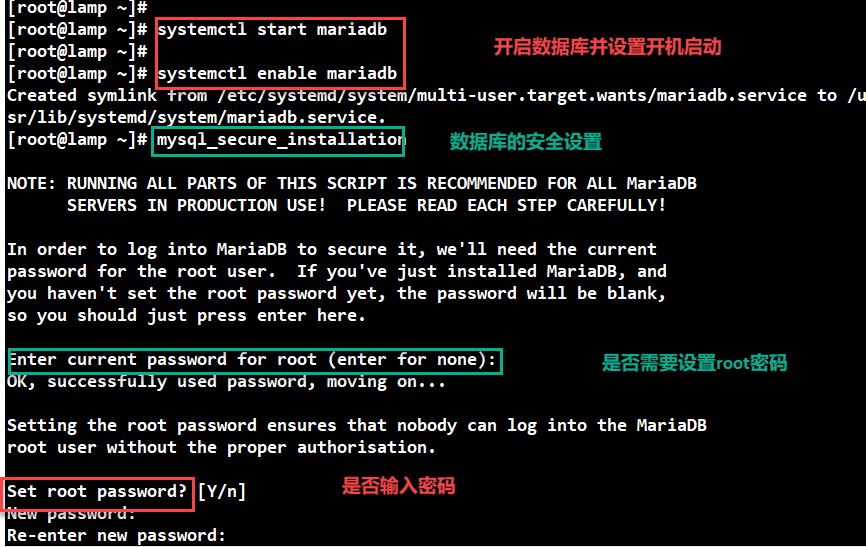 [root@lamp ~]#
[root@lamp ~]# systemctl start mariadb
[root@lamp ~]#
开启数据库并设置开机启动
[root@lamp ~]# systemctl enable mariadb
Created symlink from /etc/systemd/system/multi-user.target.wants/mariadb.service to /u
sr/lib/systemd/system/mariadb.service.
[root@lamp ~]# mysql_secure_installation
数据库的安全设置
NOTE: RUNNING ALL PARTS OF THIS SCRIPT IS RECOMMENDED FOR ALL MariaDB
SERVERS IN PRODUCTION USE!  PLEASE READ EACH STEP CAREFULLY!
In order to log into MariaDB to secure it, we'll need the current
password for the root user.  If you've just installed MariaDB, and
you haven't set the root password yet, the password will be blank,
so you should just press enter here.
Enter current password for root (enter for none):
是否需要设置root密码
OK, successfully used password, moving on...
Setting the root password ensures that nobody can log into the MariaDB
root user without the proper authorisation.
Set root password? [Y/n]
是否输入密码
New password:
Re-enter new password: